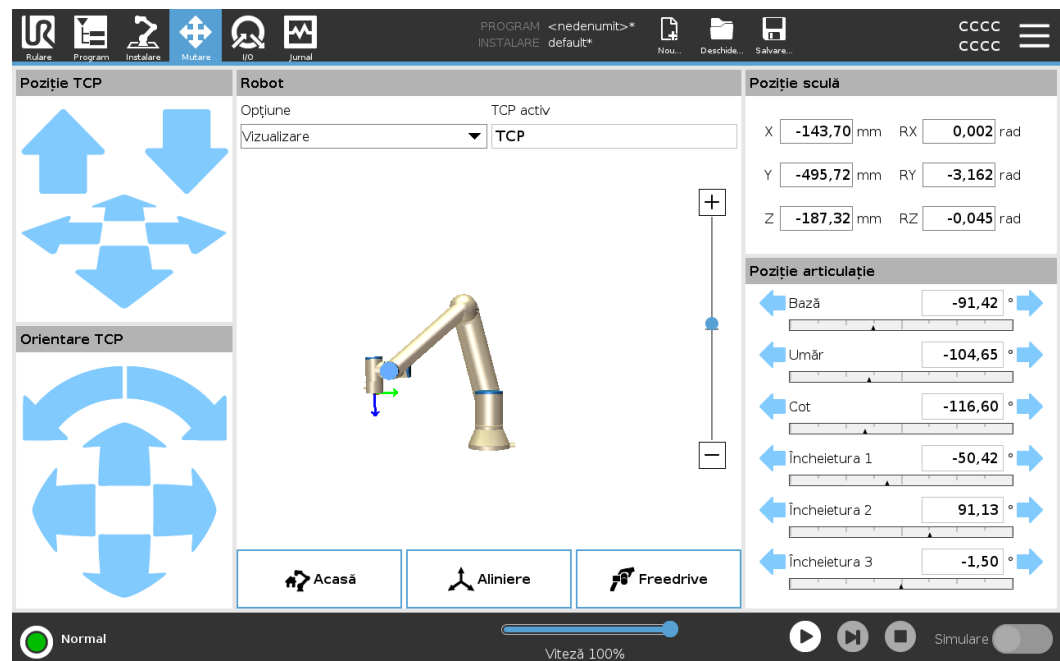 UR
Rulare
Program
Instalare
Mutare
I/O
Jurnal
PROGRAM <nedenumit>*
INSTALARE default*
Nou...
Deschide...
Salvare...
CCCC
CCCC
Poziție TCP
Orientare TCP
Robot
Opțiune
TCP activ
Vizualizare
TCP
Acasă
Aliniere
Freedrive
Poziție sculă
X -143,70 mm RX 0,002 rad
Y -495,72 mm RY -3,162 rad
Z -187,32 mm RZ -0,045 rad
Poziție articulație
Bază -91,42 °
Umăr -104,65 °
Cot -116,60 °
Încheietura 1 -50,42 °
Încheietura 2 91,13 °
Încheietura 3 -1,50 °
Normal
Viteză 100%
Simulare